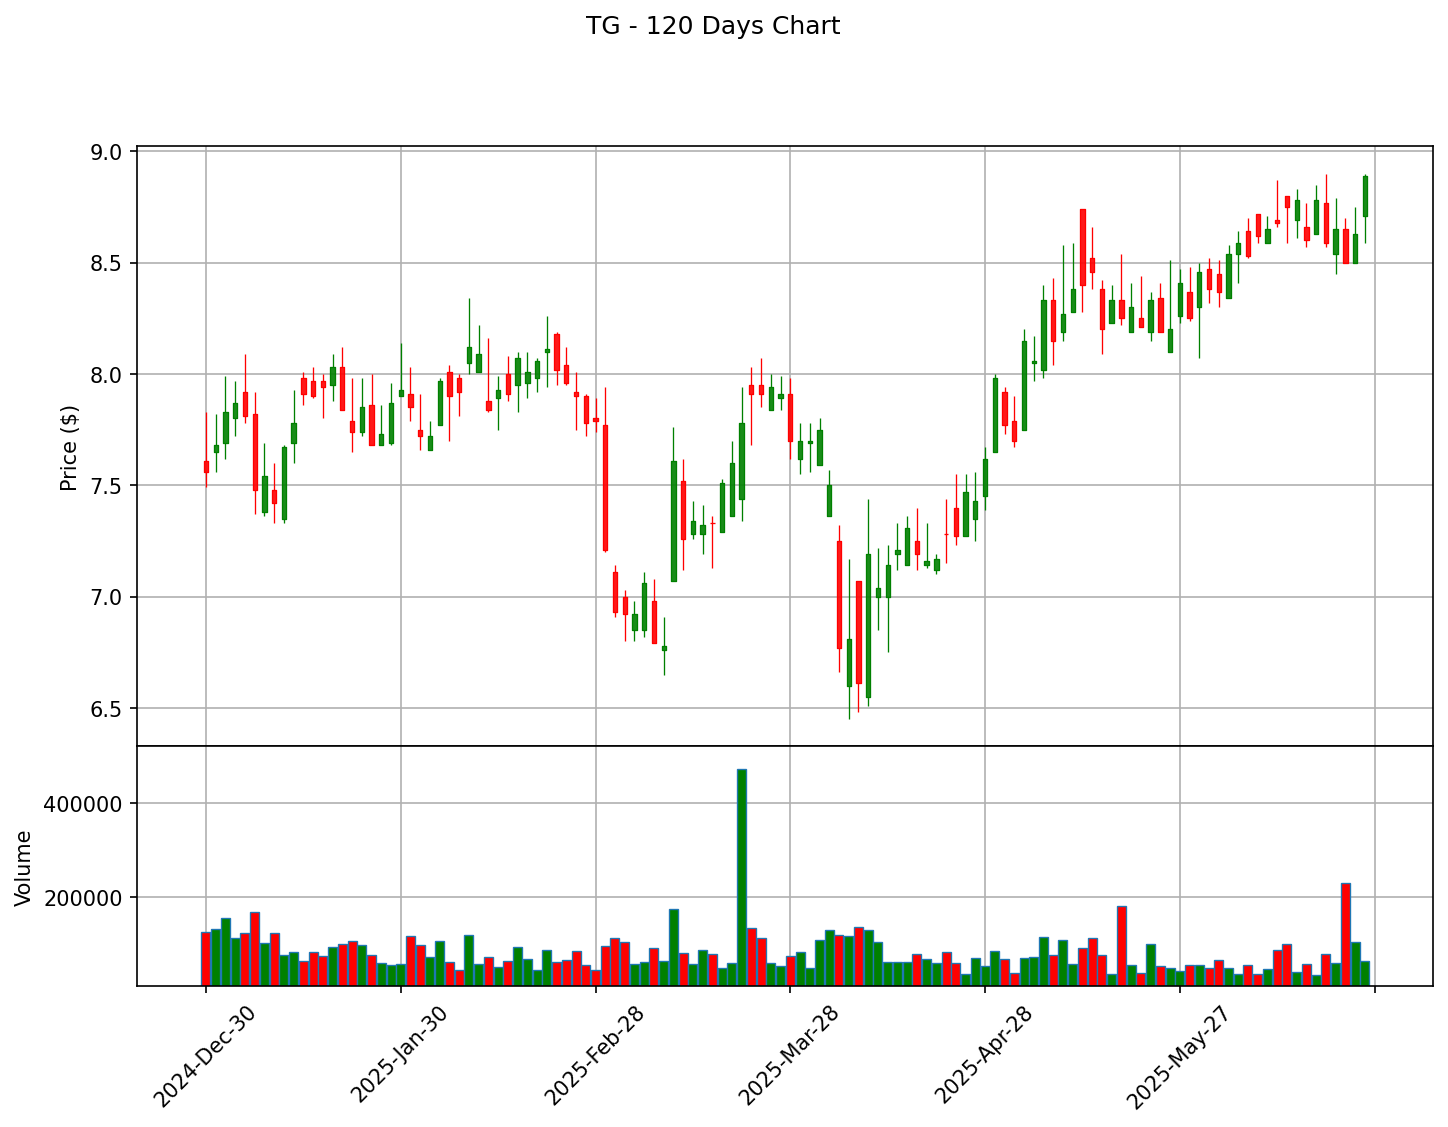 TG - 120 Days Chart
9.0
8.5
8.0
7.5
7.0
6.5
Price ($)
400000
200000
Volume
2024-Dec-30
2025-Jan-30
2025-Feb-28
2025-Mar-28
2025-Apr-28
2025-May-27